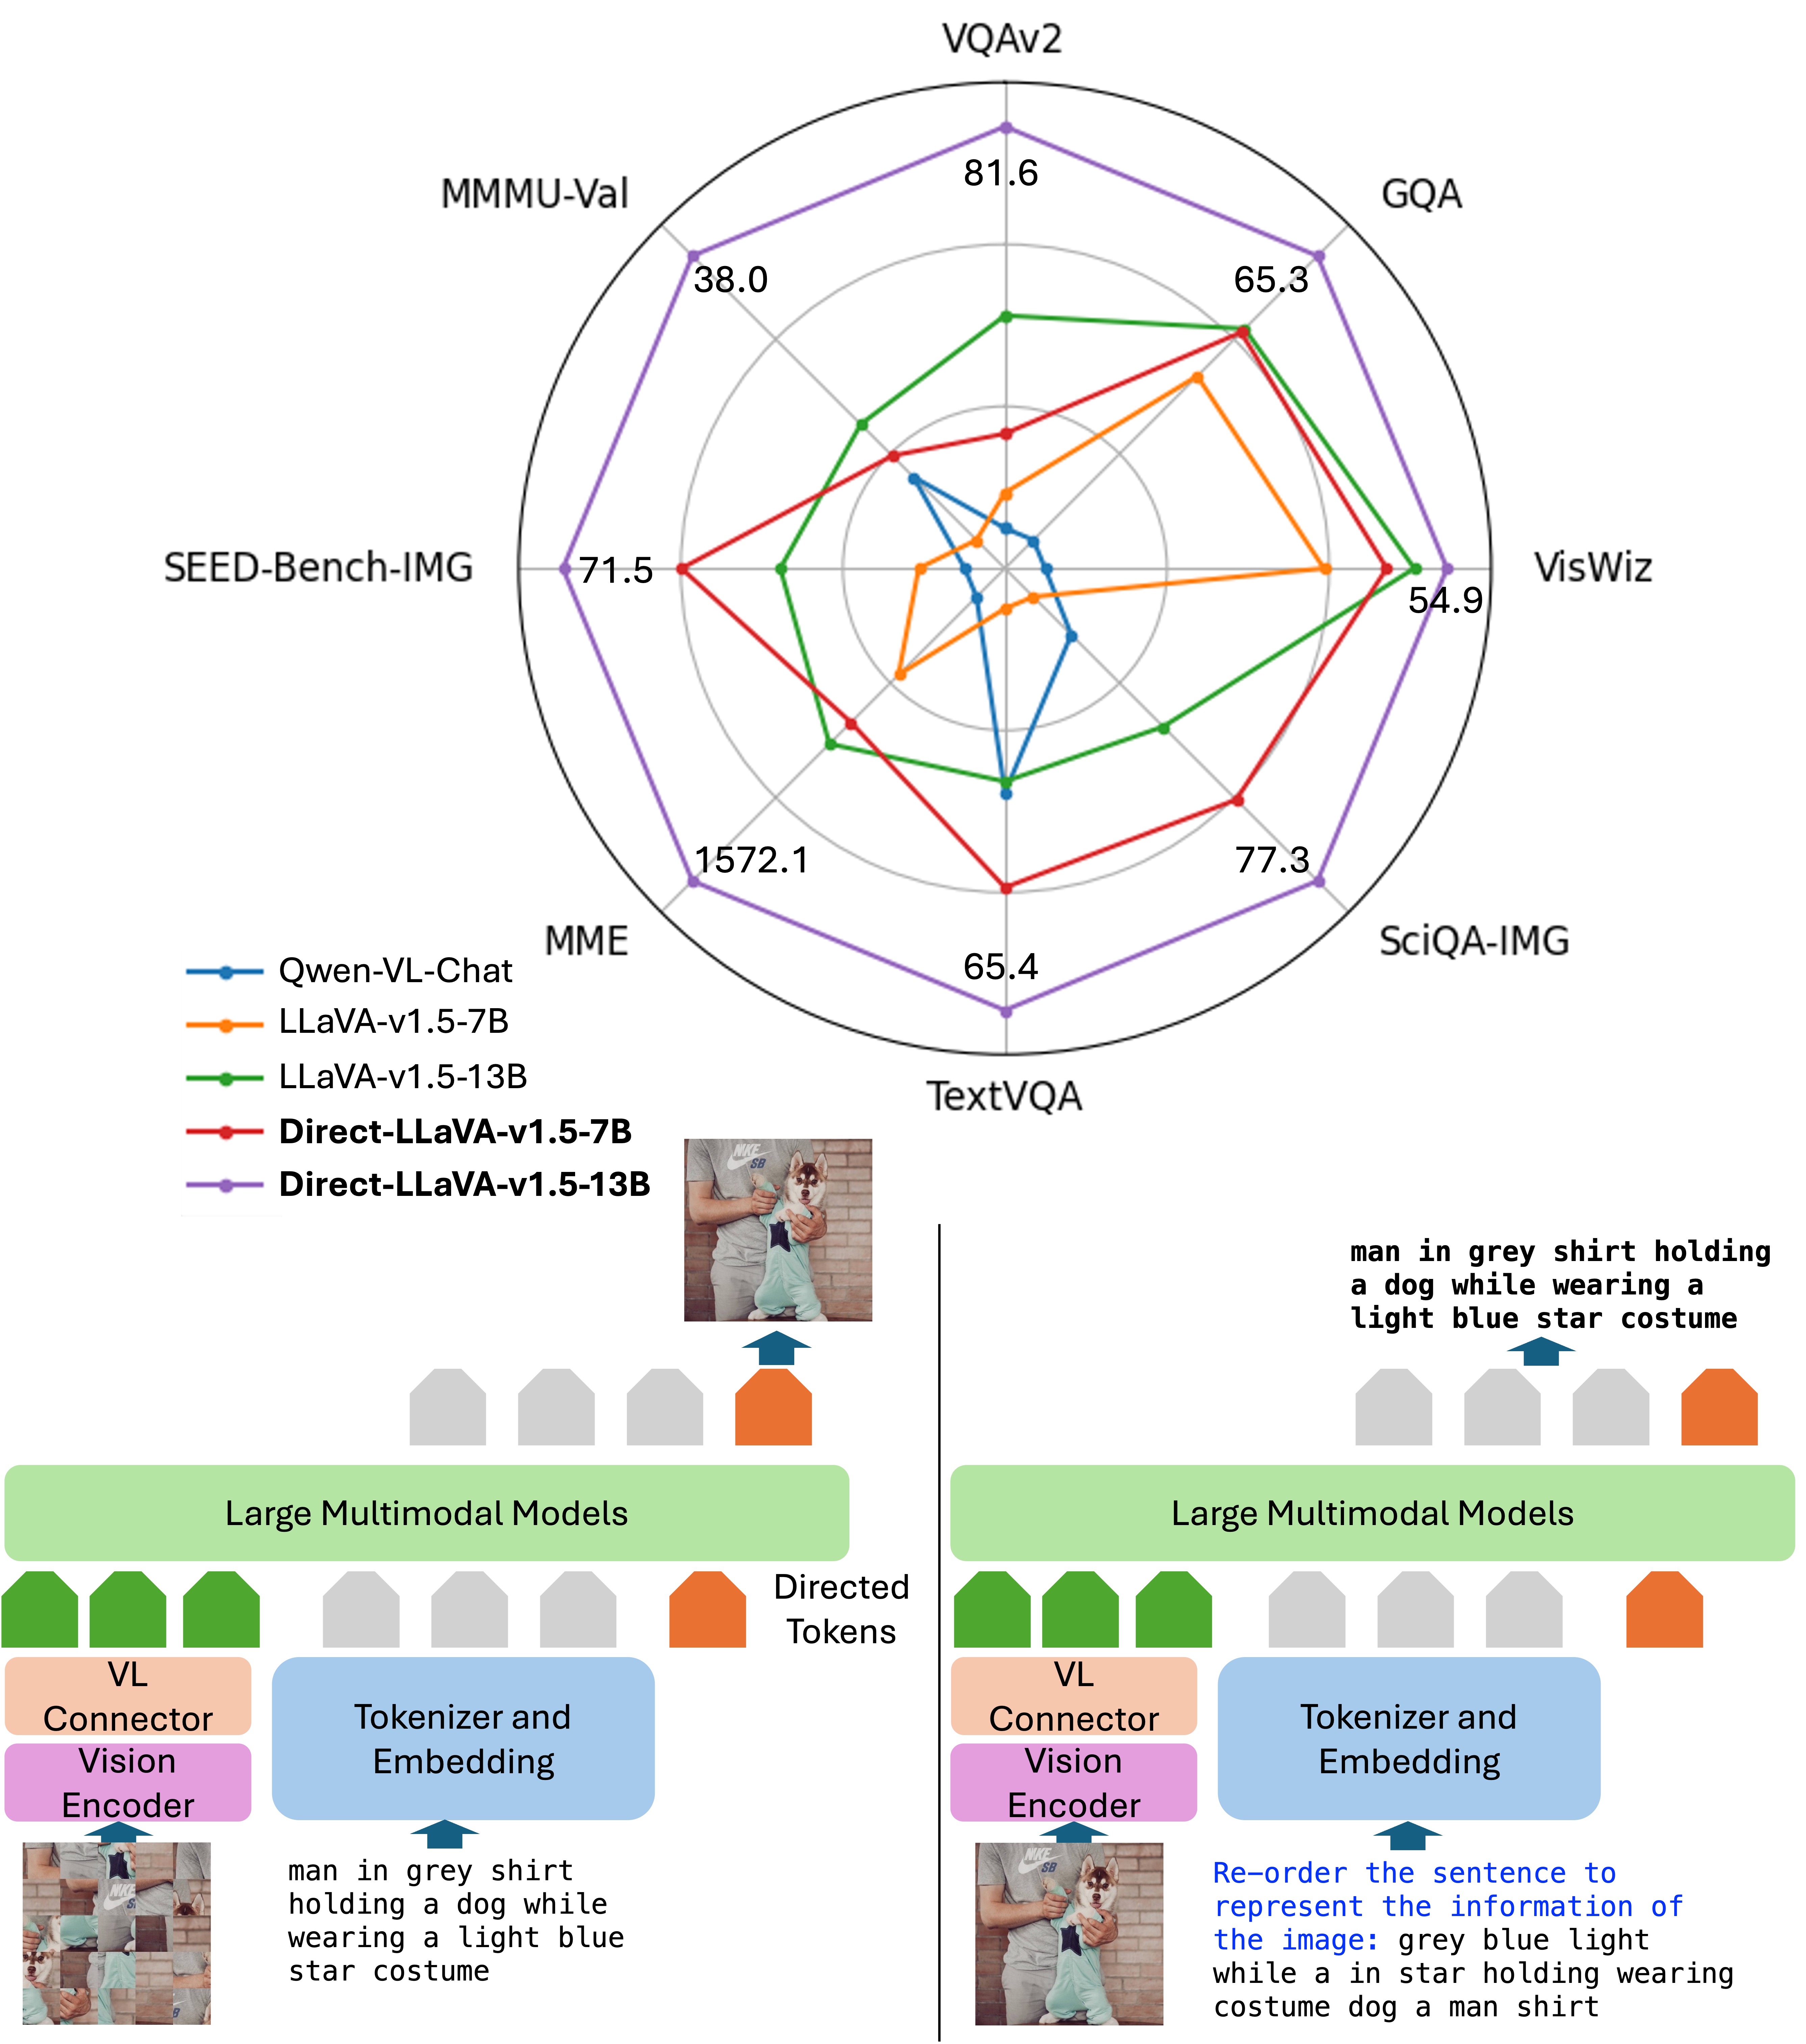 VQAv2
MMMU-Val
GQA
81.6
38.0
65.3
SEED-Bench-IMG
71.5
VisWiz
54.9
1572.1
77.3
MME
65.4
SciQA-IMG
TextVQA
Qwen-VL-Chat
LLaVA-v1.5-7B
LLaVA-v1.5-13B
Direct-LLaVA-v1.5-7B
Direct-LLaVA-v1.5-13B
NIKE
SB
Large Multimodal Models
Directed
Tokens
VL
Connector
Vision
Encoder
Tokenizer and
Embedding
NIKE
man in grey shirt
holding a dog while
wearing a light blue
star costume
man in grey shirt holding
a dog while wearing a
light blue star costume
Large Multimodal Models
VL
Connector
Vision
Encoder
Tokenizer and
Embedding
NIKE
SB
Re-order the sentence to
represent the information of
the image: grey blue light
while a in star holding wearing
costume dog a man shirt